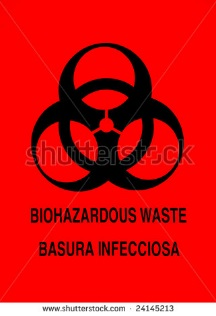 BIOHAZARDOUS WASTE
BASURA INFECCIOSA
www.shutterstock.com · 24145213